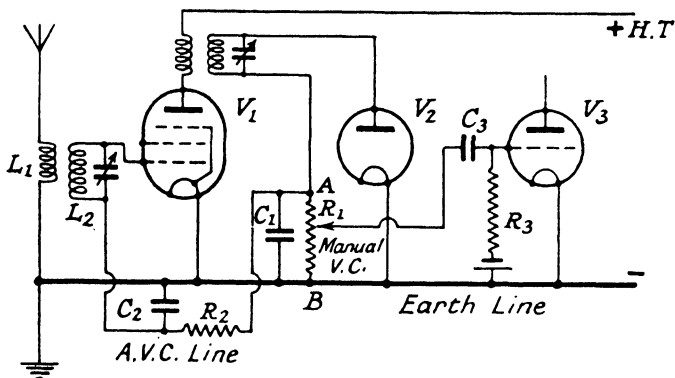 + H.T
V1
V2
C3
V3
L1
L2
A
C1
R1
R3
Manual
V.C.
−
B
Earth Line
C2
R2
A.V.C. Line